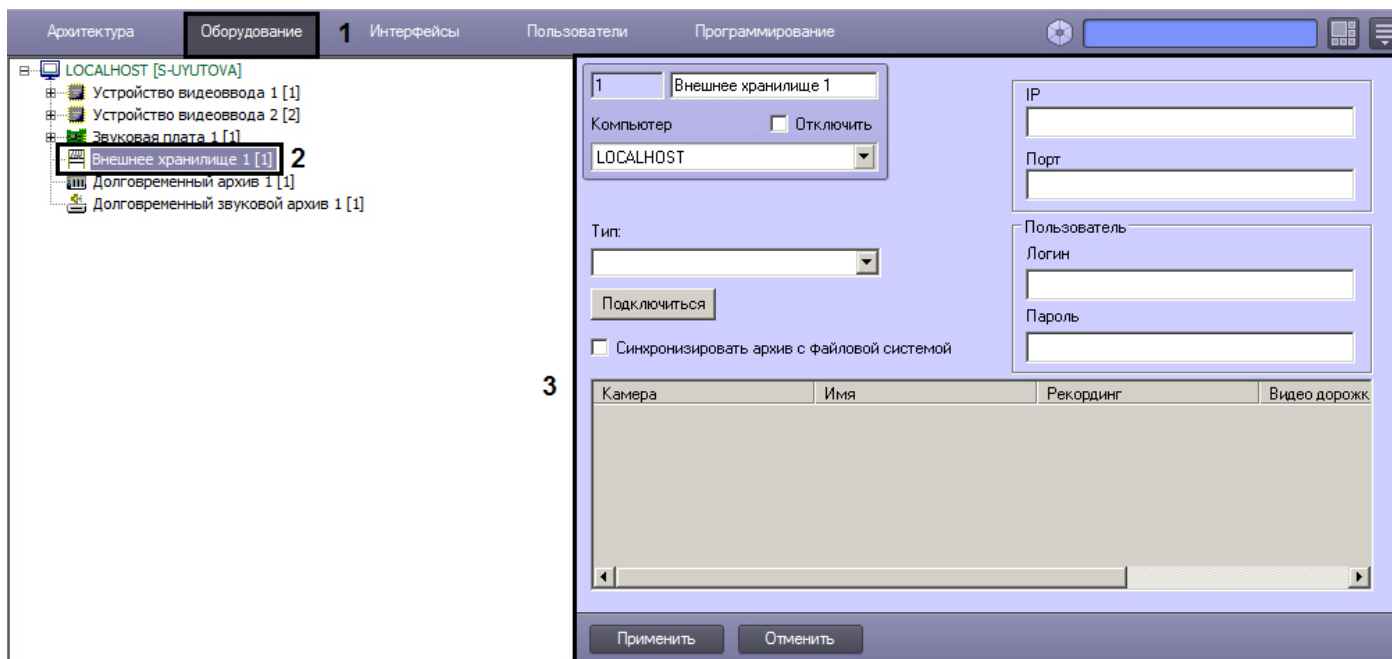 Архитектура Оборудование 1 Интерфейсы Пользователи Программирование
LOCALHOST [S-UYUTOVA]
Устройство видеоввода 1 [1]
Устройство видеоввода 2 [2]
Звуковая плата 1 [1]
Внешнее хранилище 1 [1] 2
Долговременный архив 1 [1]
Долговременный звуковой архив 1 [1]
3
1 Внешнее хранилище 1
Компьютер Отключить
LOCALHOST
IP
Порт
Тип:
Подключиться
Синхронизировать архив с файловой системой
Пользователь
Логин
Пароль
Камера Имя Рекординг Видео дорожк
Применить Отменить